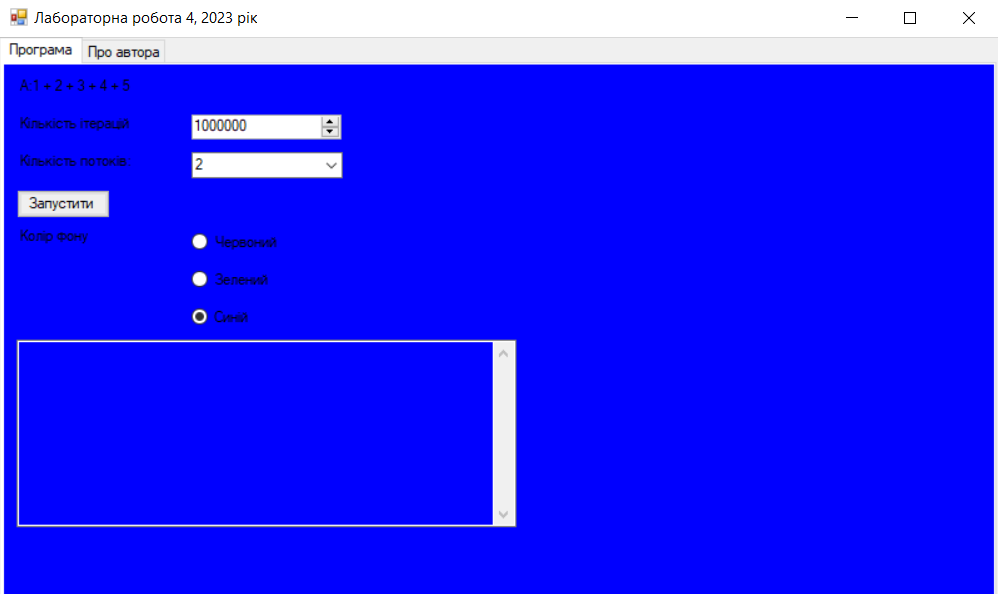 Лабораторна робота 4, 2023 рік
Програма Про автора
A:1 + 2 + 3 + 4 + 5
Кількість ітерацій 1000000
Кількість потоків: 2
Запустити
Колір фону Червоний
Зелений
Синій